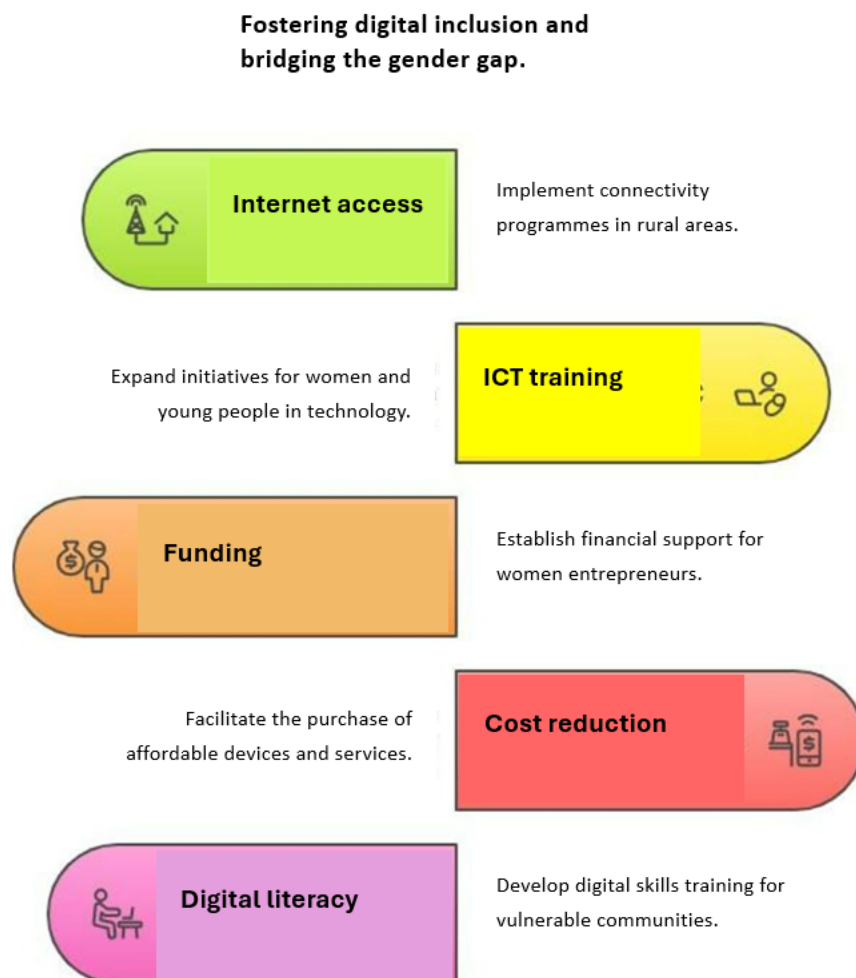 Fostering digital inclusion and
bridging the gender gap.
Internet access
Implement connectivity
programmes in rural areas.
ICT training
Expand initiatives for women and
young people in technology.
Funding
Establish financial support for
women entrepreneurs.
Cost reduction
Facilitate the purchase of
affordable devices and services.
Digital literacy
Develop digital skills training for
vulnerable communities.